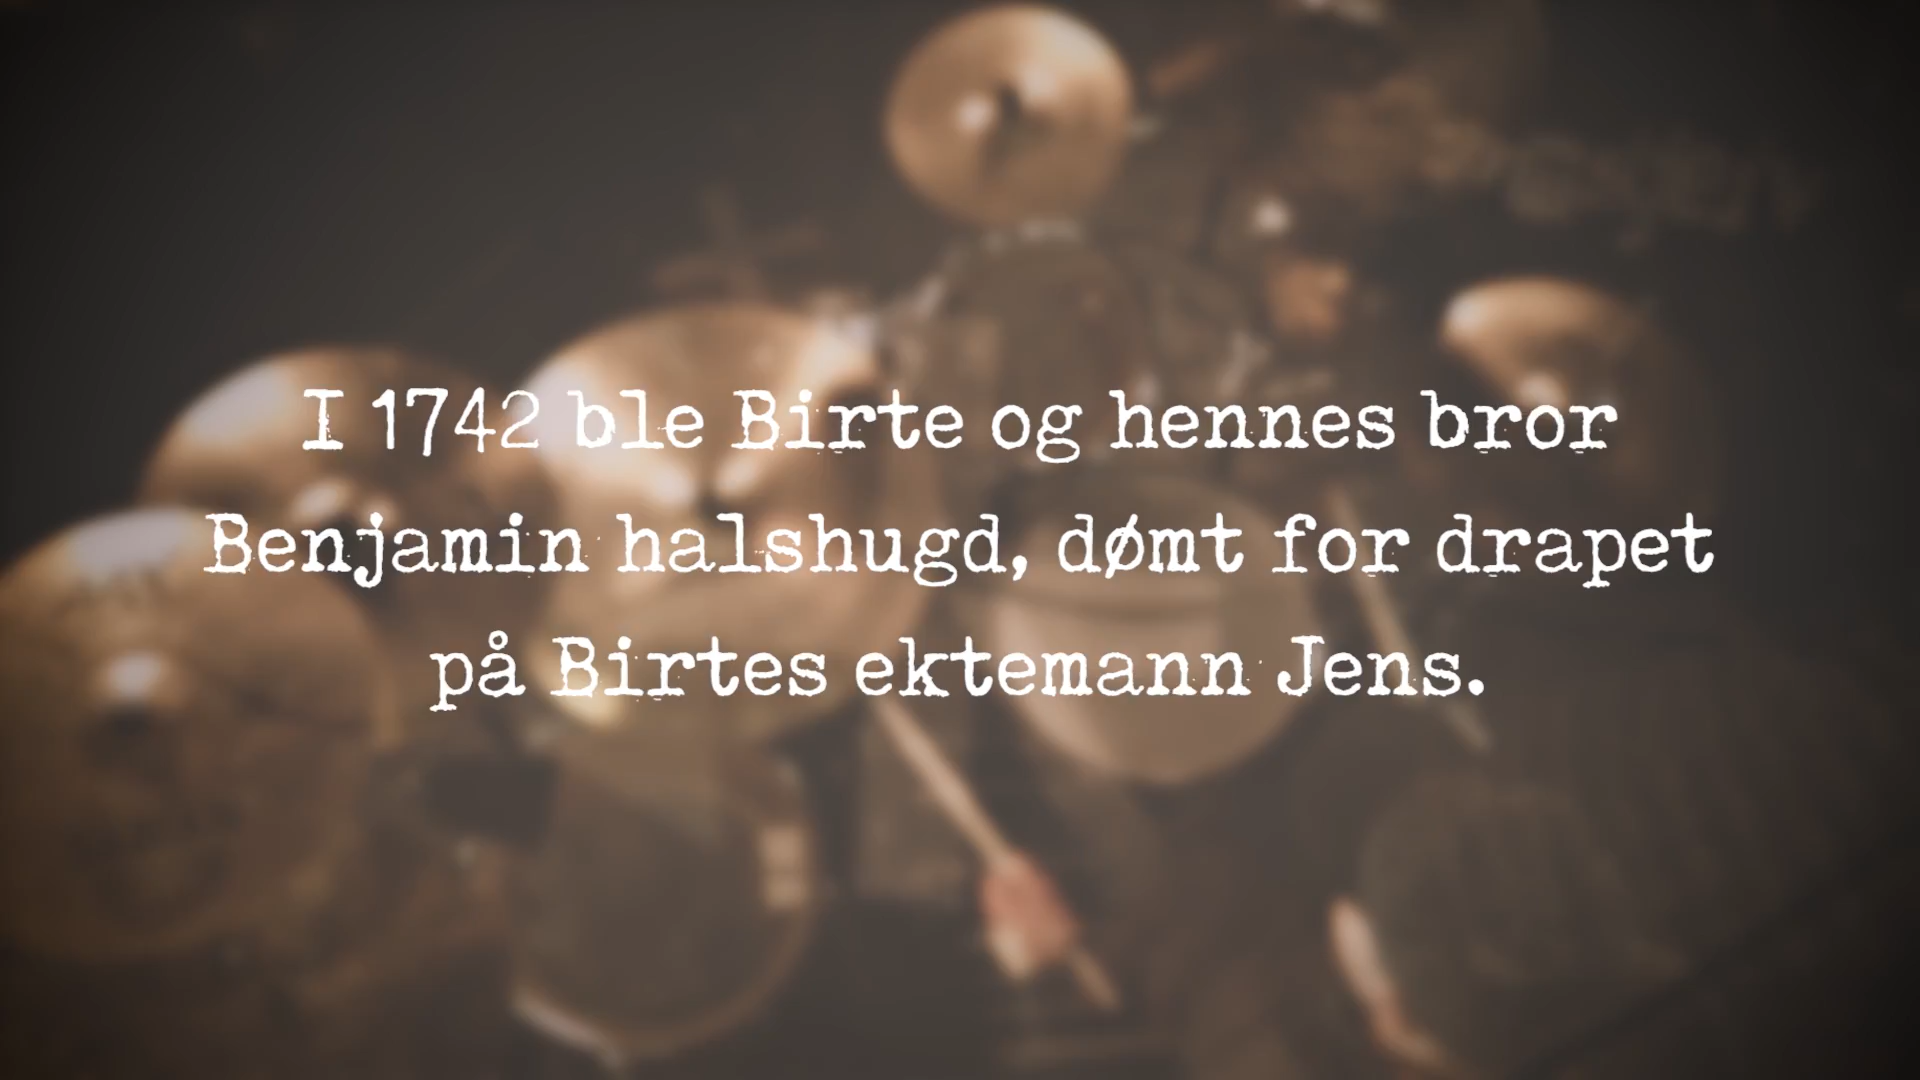 I 1742 ble Birte og hennes bror
Benjamin halshugd, dømt for drapet
på Birtes ektemann Jens.